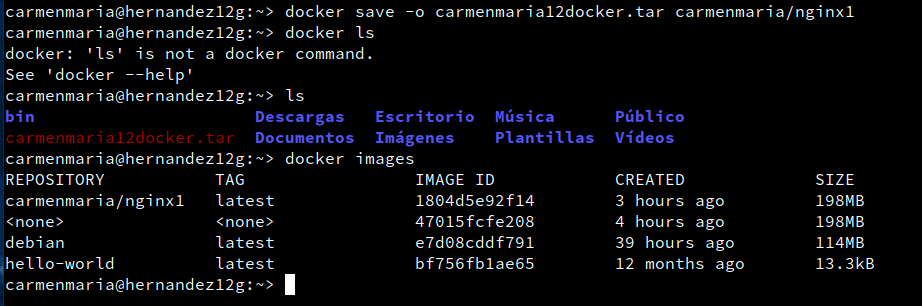 carmenmaria@hernandez12g:~> docker save -o carmenmaria12docker.tar carmenmaria/nginx1
carmenmaria@hernandez12g:~> docker ls
docker: 'ls' is not a docker command.
See 'docker --help'
carmenmaria@hernandez12g:~> ls
bin Descargas Escritorio Música Público
carmenmaria12docker.tar Documentos Imágenes Plantillas Vídeos
carmenmaria@hernandez12g:~> docker images
REPOSITORY TAG IMAGE ID CREATED SIZE
carmenmaria/nginx1 latest 1804d5e92f14 3 hours ago 198MB
<none> <none> 47015fcfe208 4 hours ago 198MB
debian latest e7d08cddf791 39 hours ago 114MB
hello-world latest bf756fb1ae65 12 months ago 13.3kB
carmenmaria@hernandez12g:~>